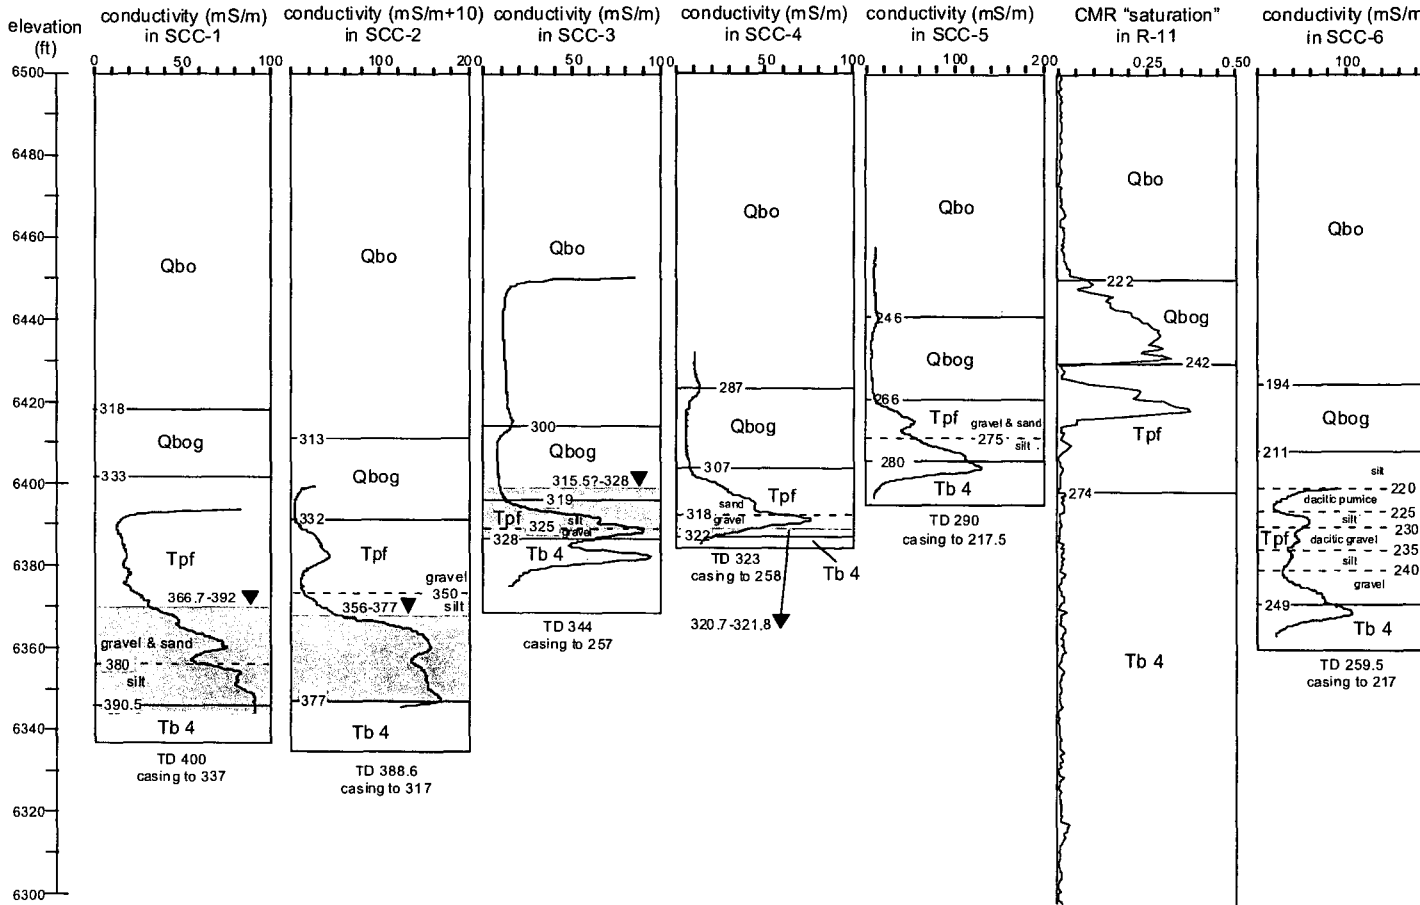 elevation
(ft)
6500
6480
6460
6440
6420
6400
6380
6360
6340
6320
6300
conductivity (mS/m)
in SCC-1
0 50 100
Qbo
318
Qbog
333
Tpf
366.7-392
gravel & sand
380
silt
390.5
Tb 4
TD 400
casing to 337
conductivity (mS/m+10)
in SCC-2
0 100 200
Qbo
313
Qbog
332
Tpf
gravel
350
silt
356-377
377
Tb 4
TD 388.6
casing to 317
conductivity (mS/m)
in SCC-3
50 100
Qbo
300
Qbog
315.5?-328
319
Tpf
silt
325
gravel
328
Tb 4
TD 344
casing to 257
conductivity (mS/m)
in SCC-4
50 100
Qbo
287
Qbog
307
Tpf
sand
318
gravel
322
TD 323
casing to 258
Tb 4
320.7-321.8
conductivity (mS/m)
in SCC-5
100 200
Qbo
246
Qbog
266
Tpf
gravel & sand
275
silt
280
Tb 4
TD 290
casing to 217.5
CMR "saturation"
in R-11
0 0.25 0.50
Qbo
222
Qbog
242
Tpf
274
Tb 4
conductivity (mS/m)
in SCC-6
100
Qbo
194
Qbog
211
silt
220
dacitic pumice
225
silt
230
Tpf
dacitic gravel
235
silt
240
gravel
249
Tb 4
TD 259.5
casing to 217